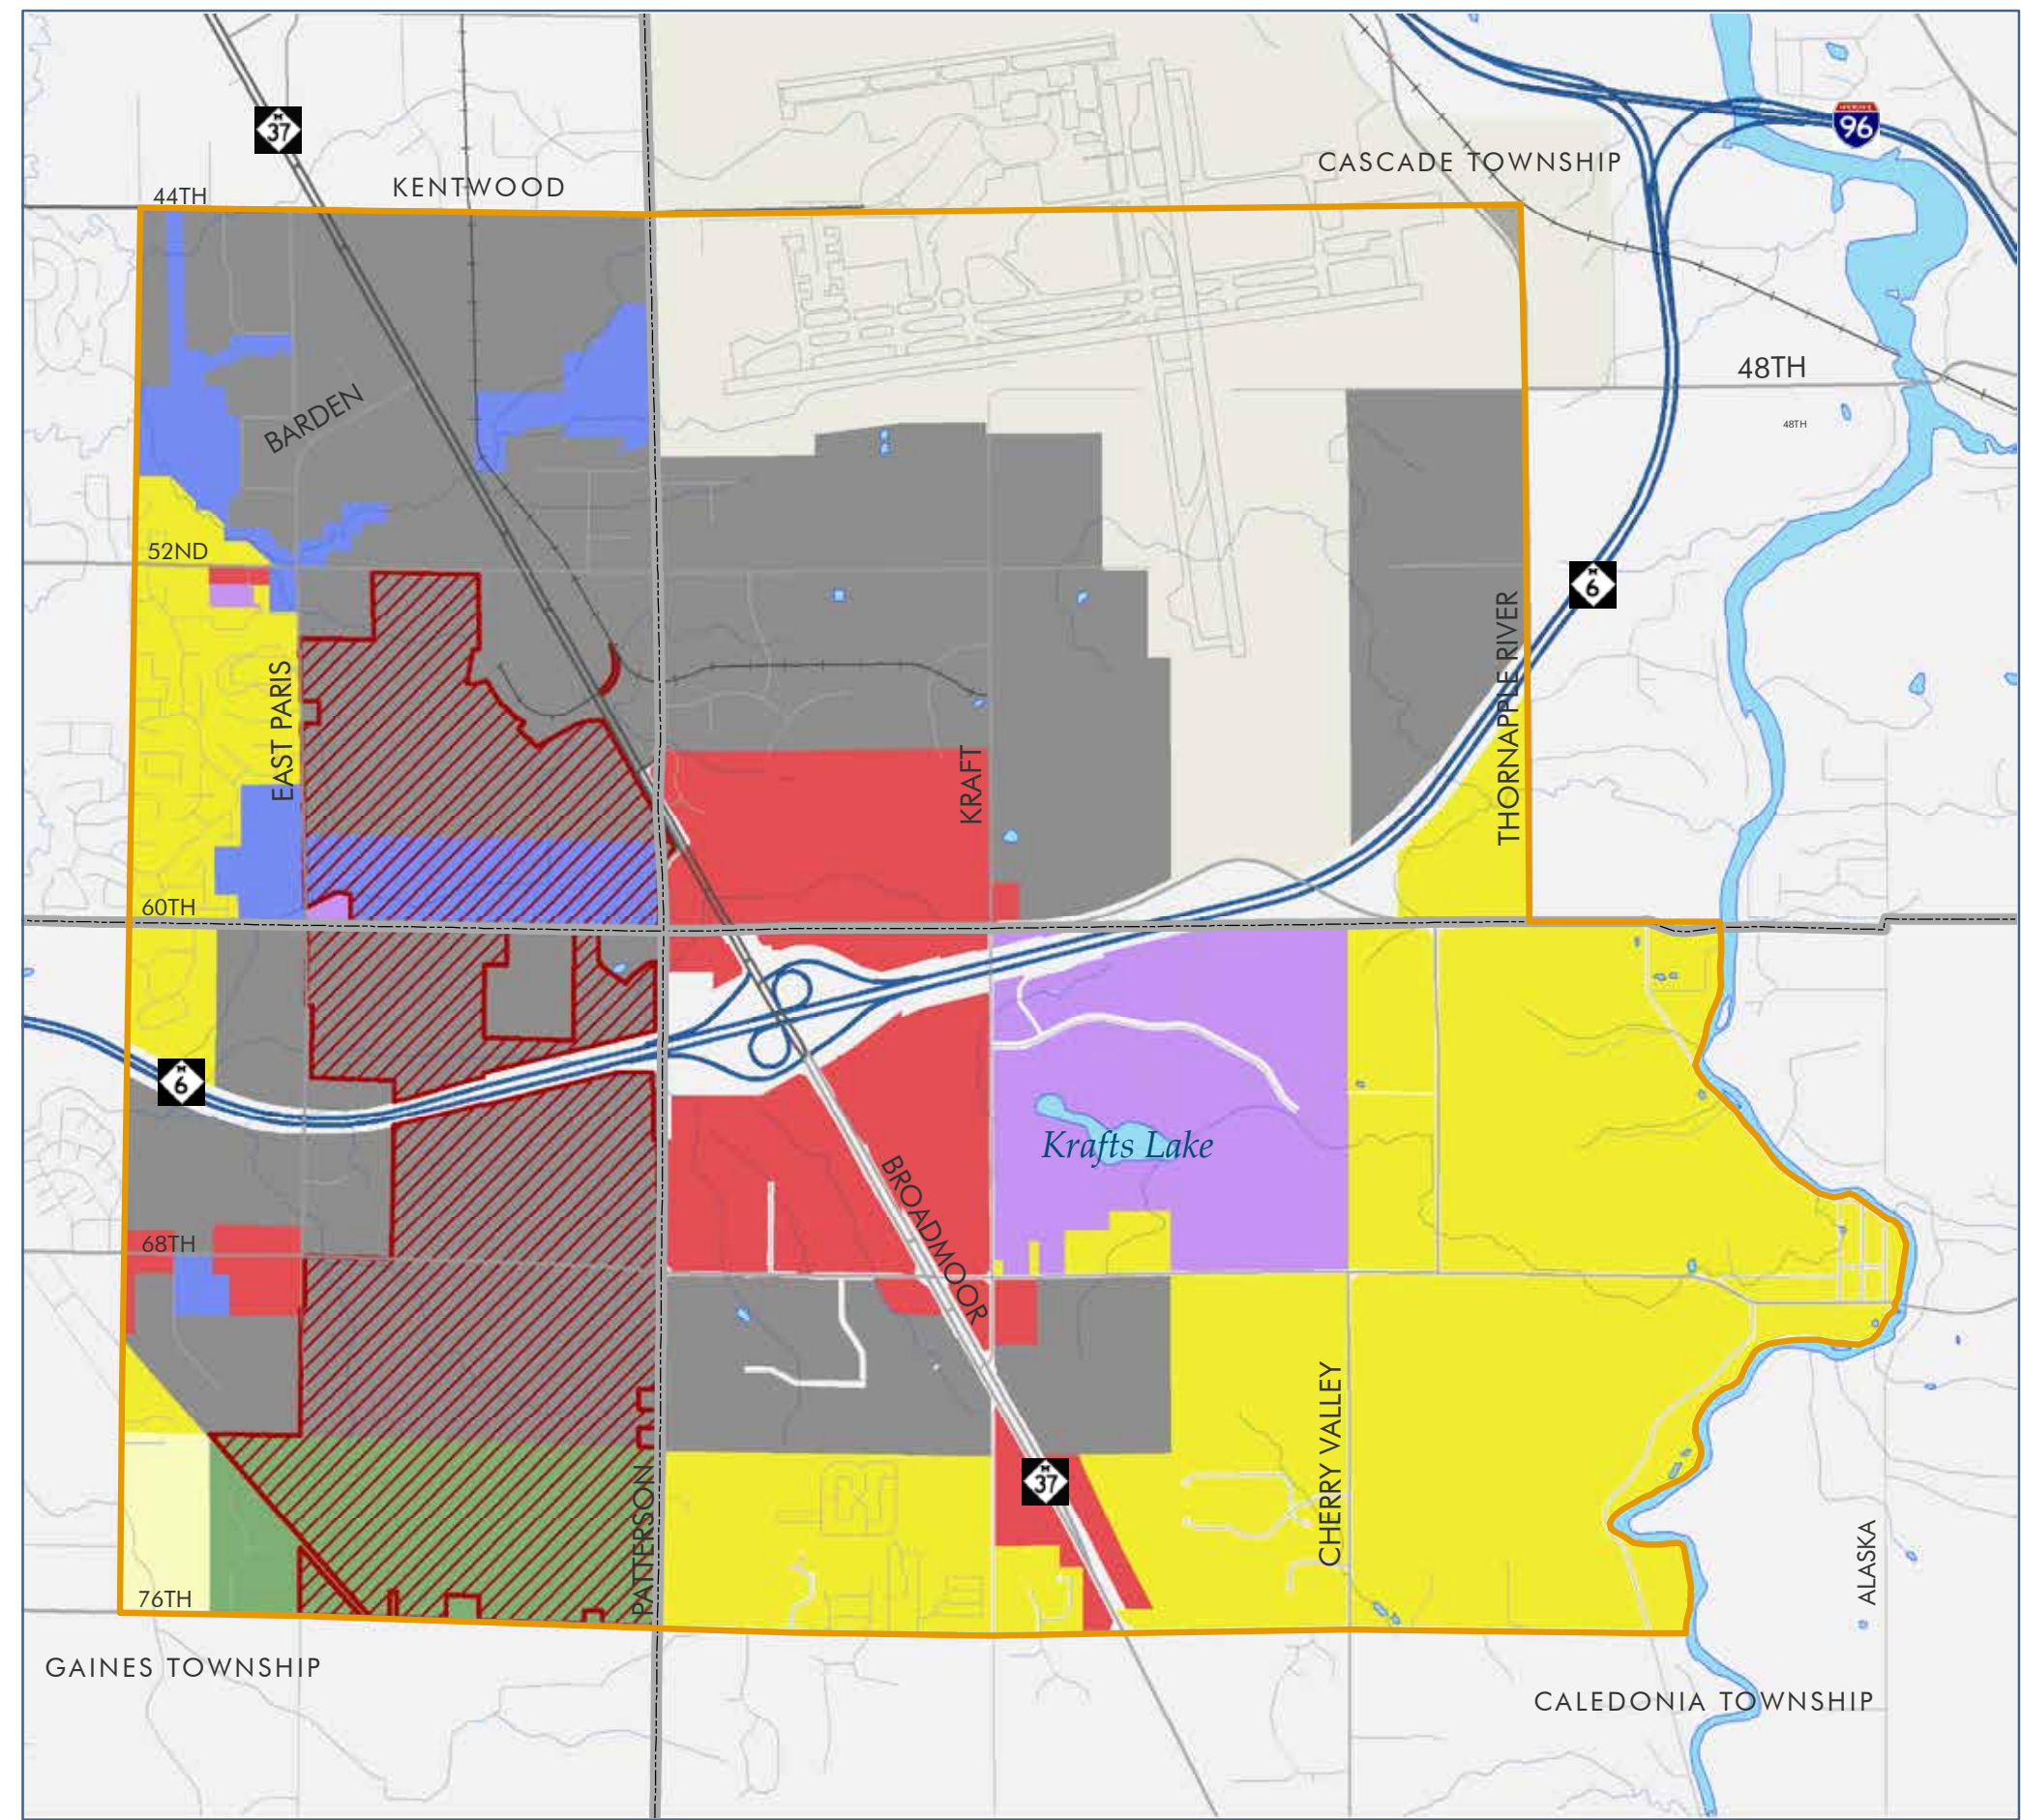 INTERSTATE
96
M
37
CASCADE TOWNSHIP
KENTWOOD
44TH
48TH
48TH
BARDEN
52ND
M
6
THORNAPPLE RIVER
EAST PARIS
KRAFT
60TH
M
6
Krafts Lake
BROADMOOR
68TH
CHERRY VALLEY
M
37
PATTERSON
ALASKA
76TH
GAINES TOWNSHIP
CALEDONIA TOWNSHIP